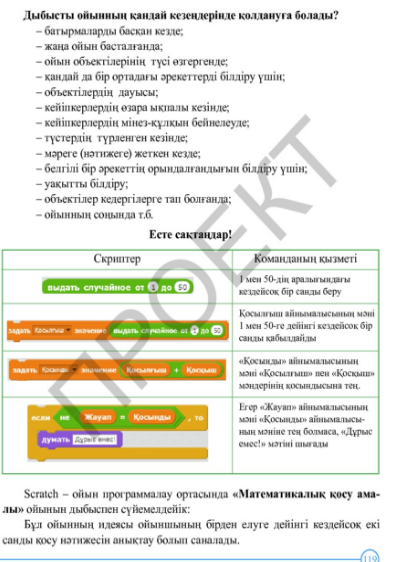 Дыбысты ойынның қандай кезеңдерінде қолдануға болады?
– батырмаларды басқан кезде;
– жаңа ойын басталғанда;
– ойын объектілерінің түсі өзгергенде;
– қандай да бір ортадағы әрекеттерді білдіру үшін;
– объектілердің дауысы;
– кейіпкерлердің өзара ықпалы кезінде;
– кейіпкерлердің мінез-құлқын бейнелеуде;
– түстердің түрленген кезінде;
– мәреге (нәтижеге) жеткен кезде;
– белгілі бір әрекеттің орындалғандығын білдіру үшін;
– уақытты білдіру;
– объектілер кедергілерге тап болғанда;
– ойынның соңында т.б.
Есте сақтаңдар!
Скриптер
Команданың қызметі
выдать случайное от 1 до 50
1 мен 50-дің аралығындағы
кездейсоқ бір санды беру
задать Қосылғыш значение выдать случайное от 1 до 50
Қосылғыш айнымалысының мәні
1 мен 50-ге дейінгі кездейсоқ бір
санды қабылдайды
задать Қосынды значение Қосылғыш + Қосқыш
«Қосынды» айнымалысының
мәні «Қосылғыш» пен «Қосқыш»
мәндерінің қосындысына тең.
если не Жауап = Қосынды , то
думать Дұрыс емес!
Егер «Жауап» айнымалысының
мәні «Қосынды» айнымалысы-
ның мәніне тең болмаса, «Дұрыс
емес!» мәтіні шығады
Scratch – ойын программалау ортасында «Математикалық қосу ама-
лы» ойынын дыбыспен сүйемелдейік:
Бұл ойынның идеясы ойыншының бірден елуге дейінгі кездейсоқ екі
санды қосу нәтижесін анықтау болып саналады.
119
ПРОЕКТ